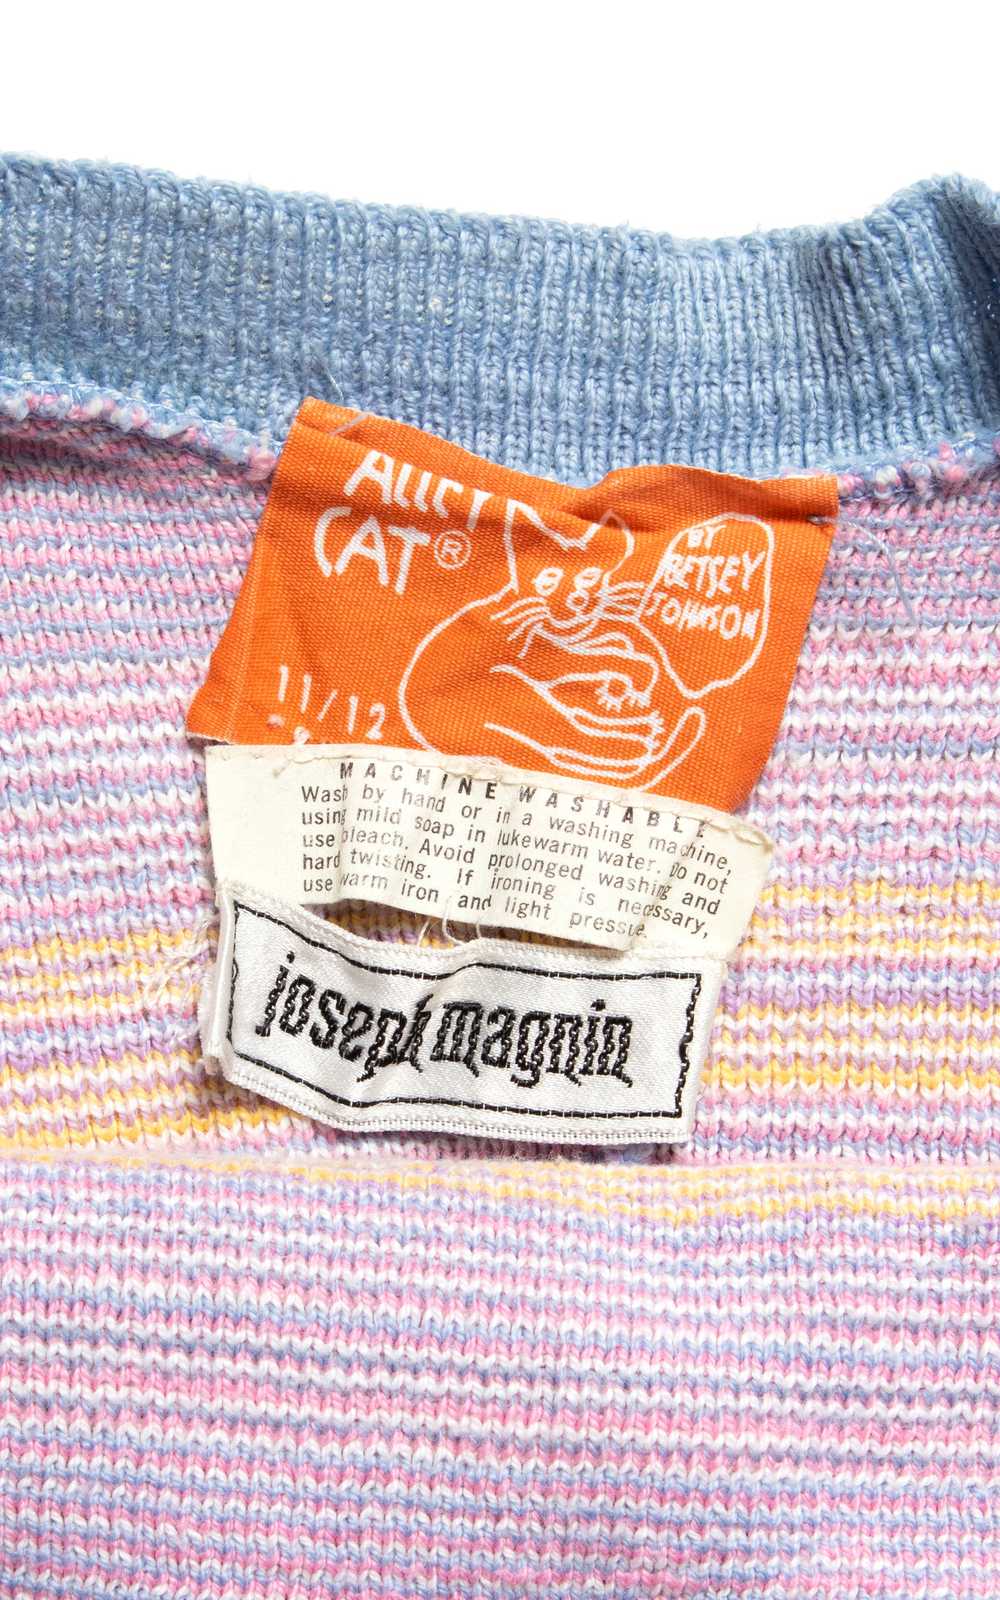 ALLEY
CAT®
BY
BETSEY
JOHNSON
11/12
MACHINE WASHABLE
Wash by hand or in a washing machine,
using mild soap in lukewarm water. Do not
use bleach. Avoid prolonged washing and
hard twisting. If ironing is necessary,
use warm iron and light pressure.
joseph magnin